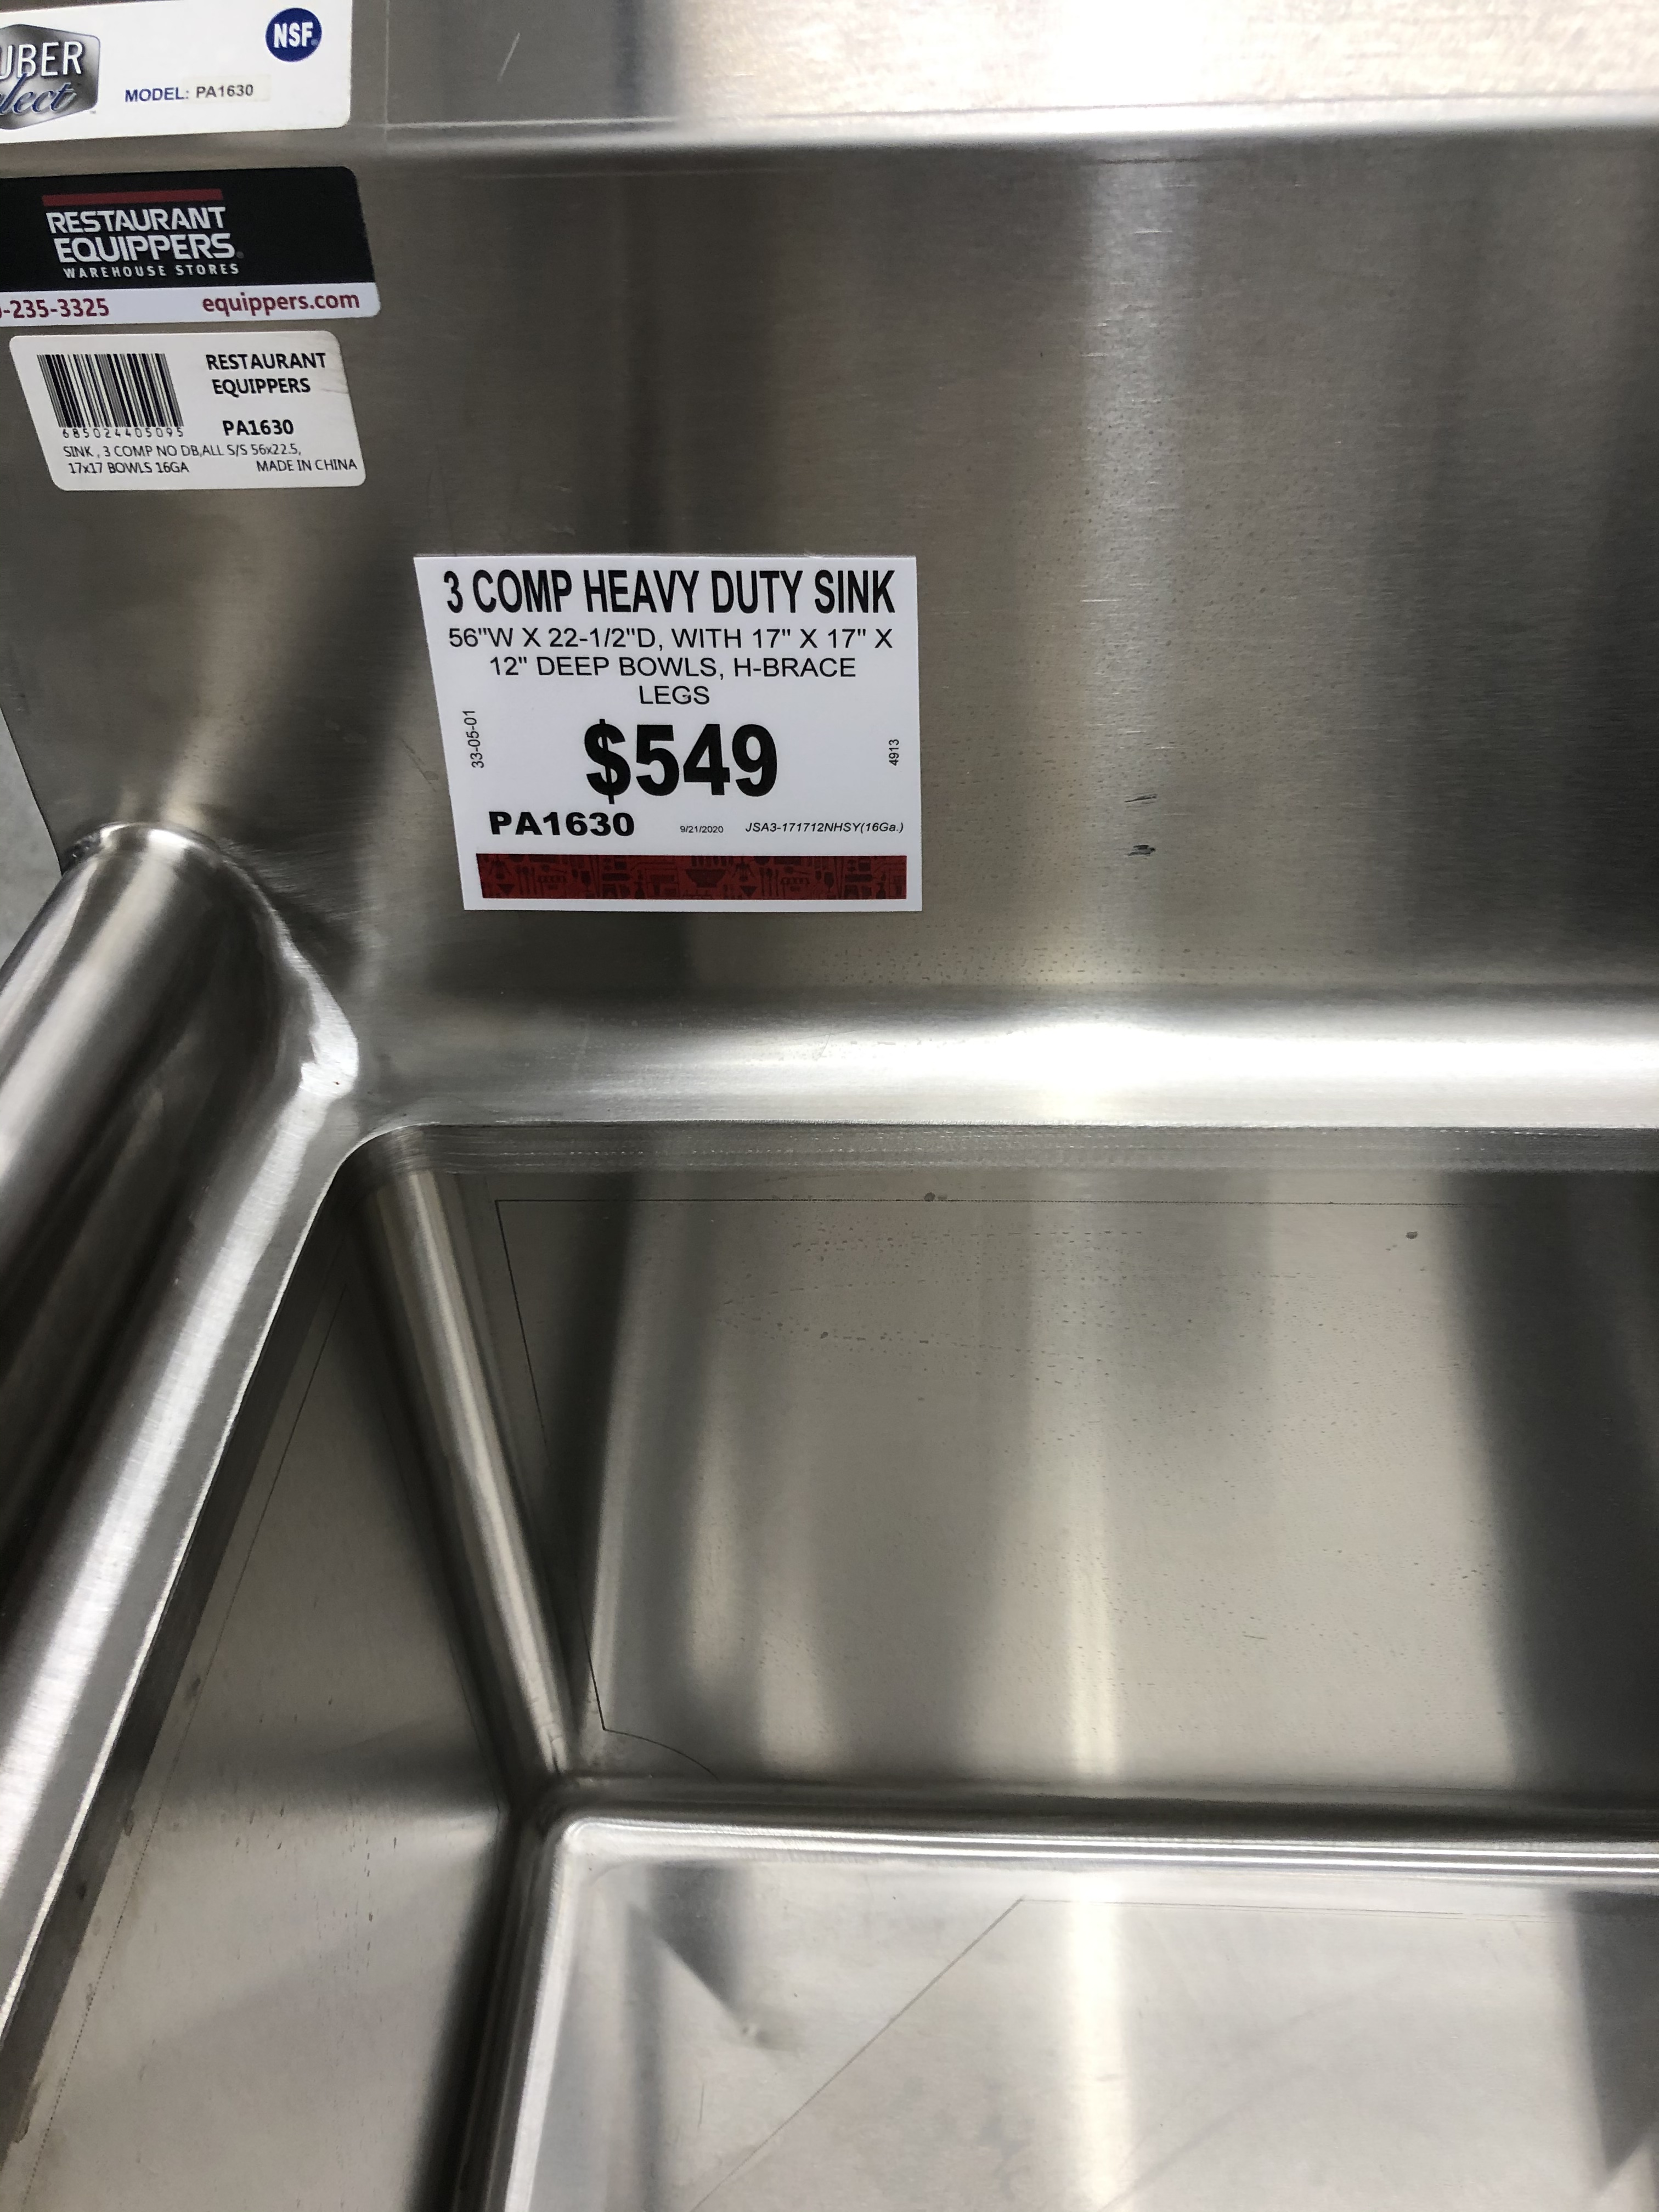 NSF
MODEL: PA1630
RESTAURANT
EQUIPPERS
WAREHOUSE STORES
-235-3325 equippers.com
RESTAURANT
EQUIPPERS
685024405095
PA1630
SINK , 3 COMP NO DB,ALL S/S 56x22.5,
17x17 BOWLS 16GA MADE IN CHINA
3 COMP HEAVY DUTY SINK
56"W X 22-1/2"D, WITH 17" X 17" X
12" DEEP BOWLS, H-BRACE
LEGS
33-05-01
$549
4913
PA1630 9/21/2020 JSA3-171712NHSY(16Ga.)